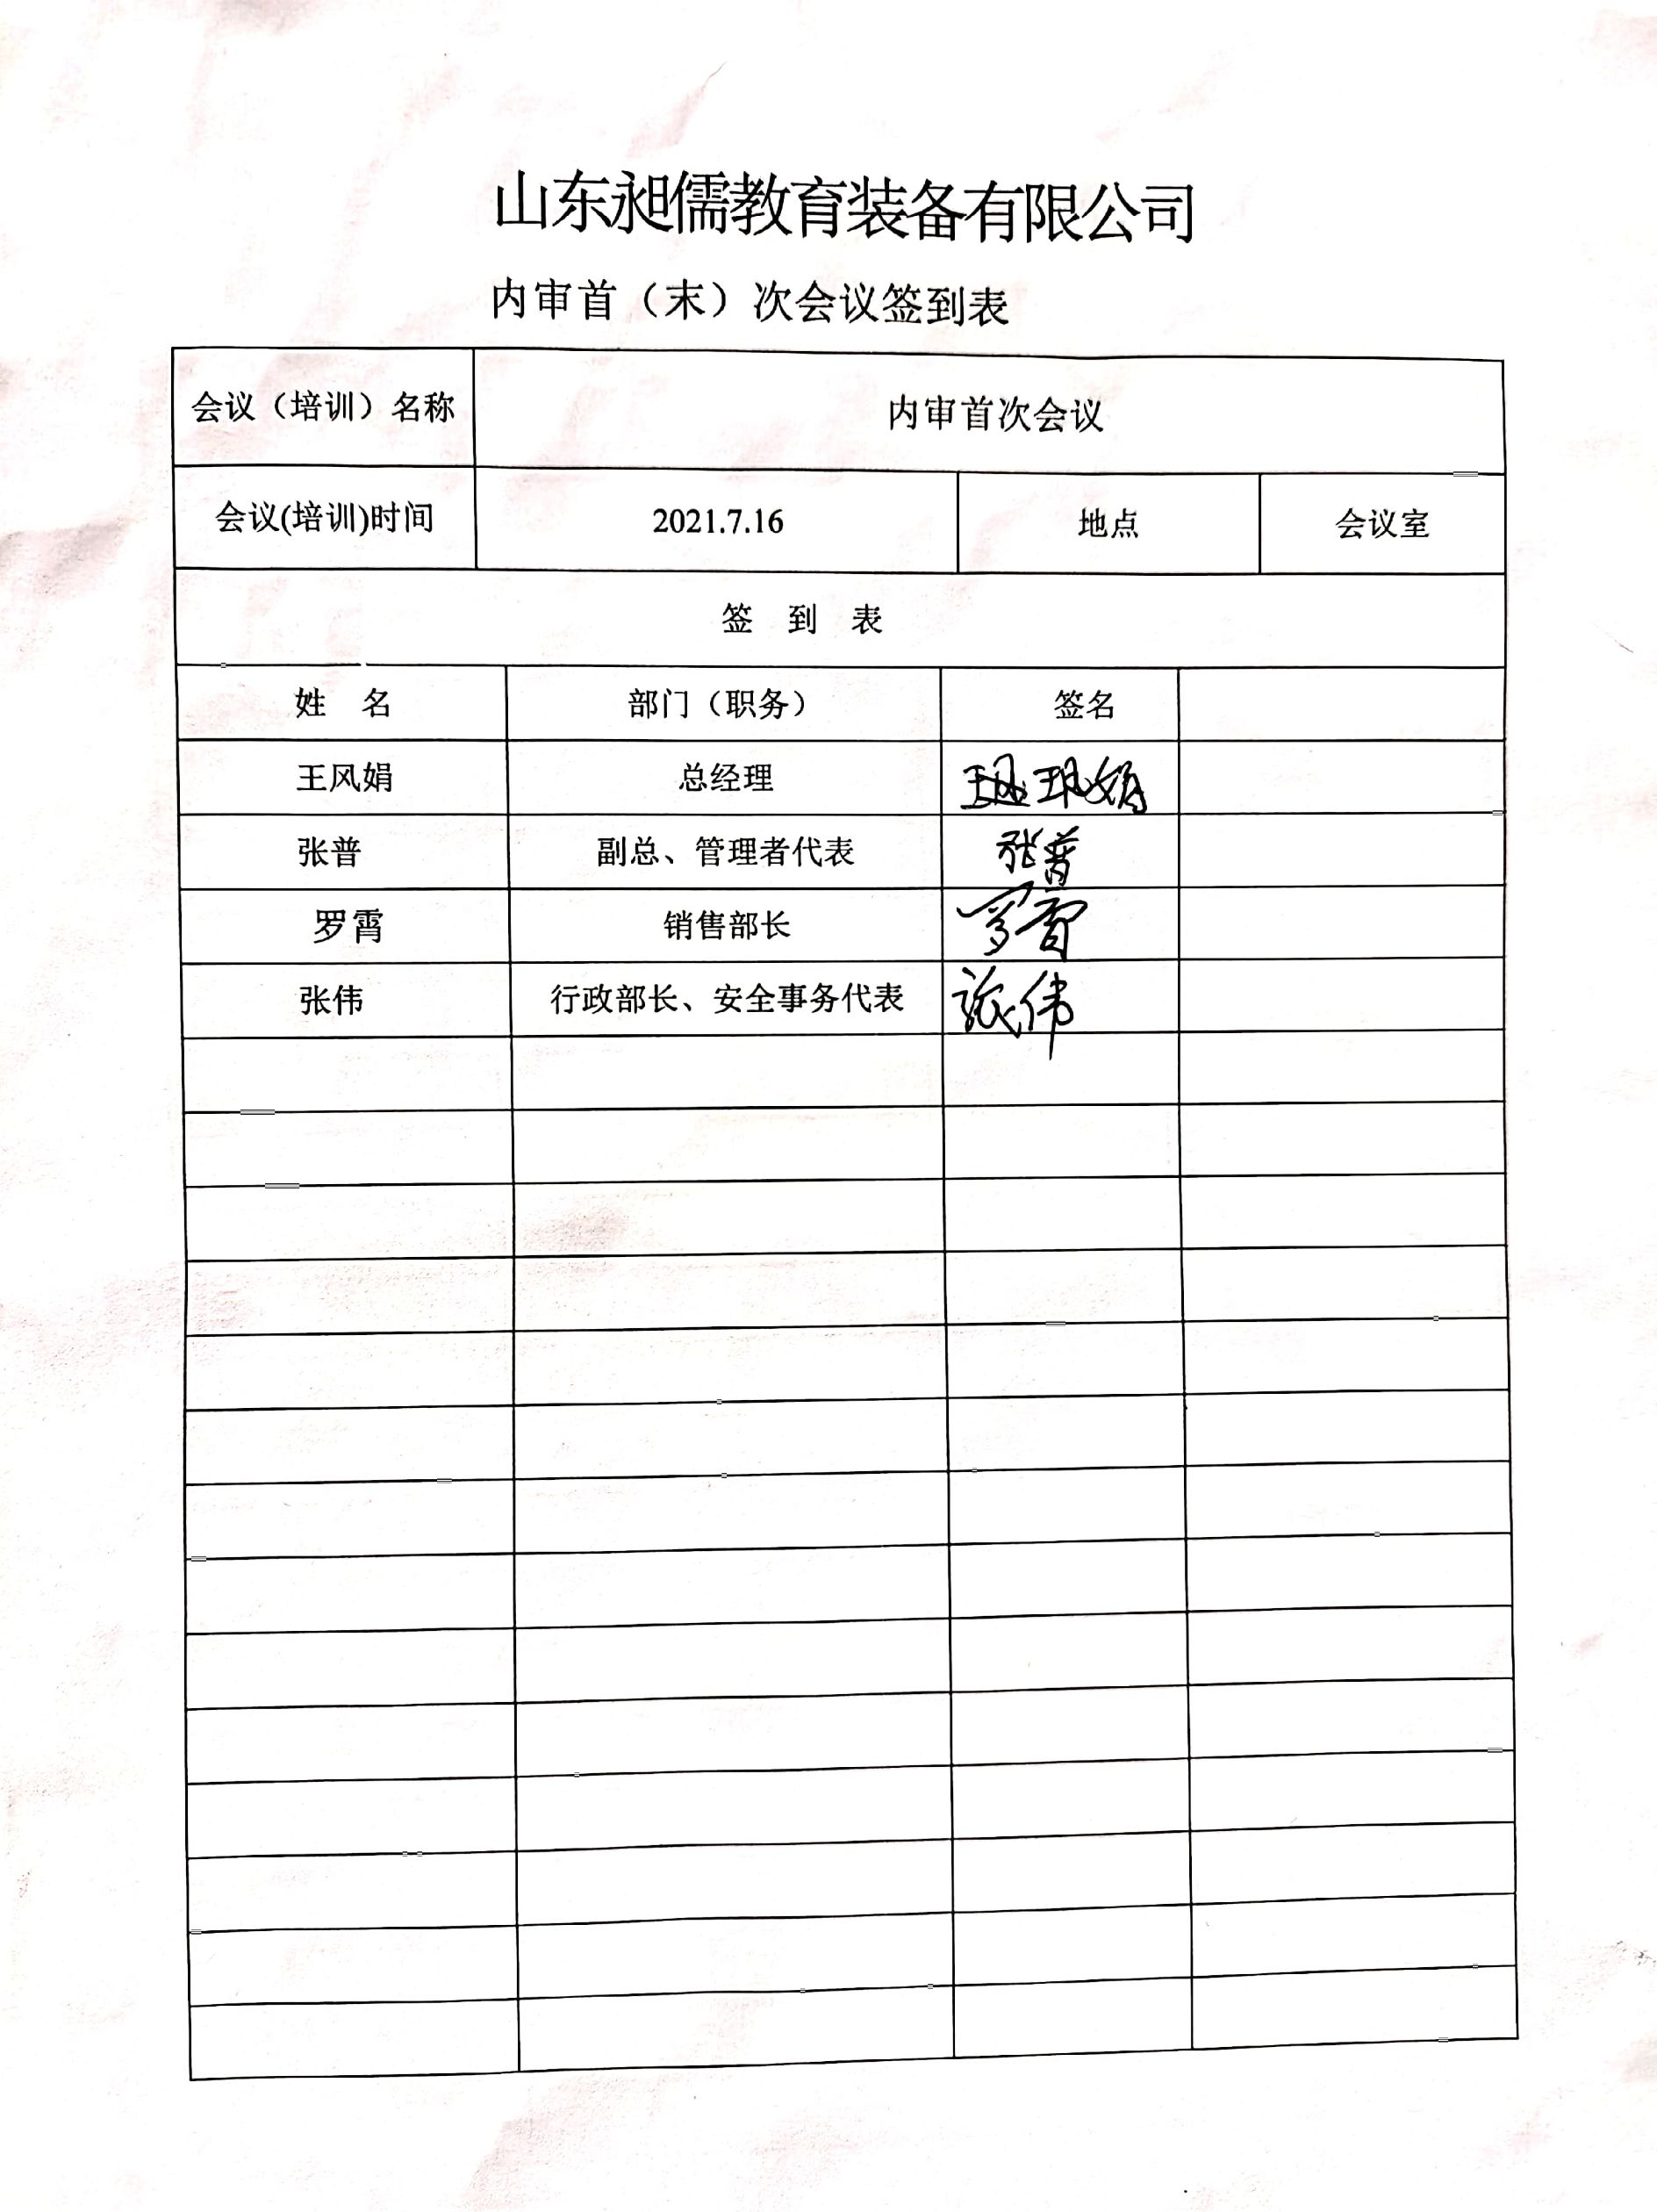 山东昶儒教育装备有限公司
内审首（末）次会议签到表
会议（培训）名称 内审首次会议
会议(培训)时间 2021.7.16 地点 会议室
签 到 表
姓 名 部门（职务） 签名
王风娟 总经理 王风娟
张普 副总、管理者代表 张普
罗霄 销售部长 罗霄
张伟 行政部长、安全事务代表 张伟